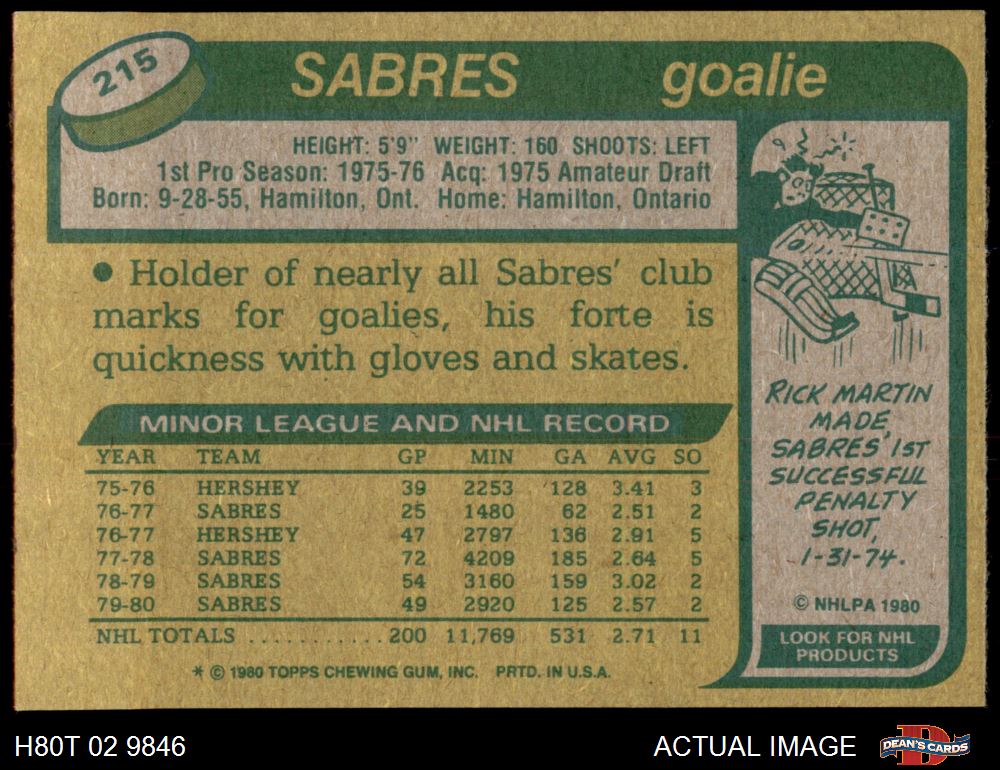 215
SABRES goalie
HEIGHT: 5'9" WEIGHT: 160 SHOOTS: LEFT
1st Pro Season: 1975-76 Acq: 1975 Amateur Draft
Born: 9-28-55, Hamilton, Ont. Home: Hamilton, Ontario
● Holder of nearly all Sabres' club
marks for goalies, his forte is
quickness with gloves and skates.
MINOR LEAGUE AND NHL RECORD
YEAR TEAM GP MIN GA AVG SO
75-76 HERSHEY 39 2253 128 3.41 3
76-77 SABRES 25 1480 62 2.51 2
76-77 HERSHEY 47 2797 136 2.91 5
77-78 SABRES 72 4209 185 2.64 5
78-79 SABRES 54 3160 159 3.02 2
79-80 SABRES 49 2920 125 2.57 2
NHL TOTALS ............200 11,769 531 2.71 11
* © 1980 TOPPS CHEWING GUM, INC. PRTD. IN U.S.A.
RICK MARTIN
MADE
SABRES' 1ST
SUCCESSFUL
PENALTY
SHOT,
1-31-74.
© NHLPA 1980
LOOK FOR NHL
PRODUCTS
H80T 02 9846
ACTUAL IMAGE
D
DEAN'S CARDS